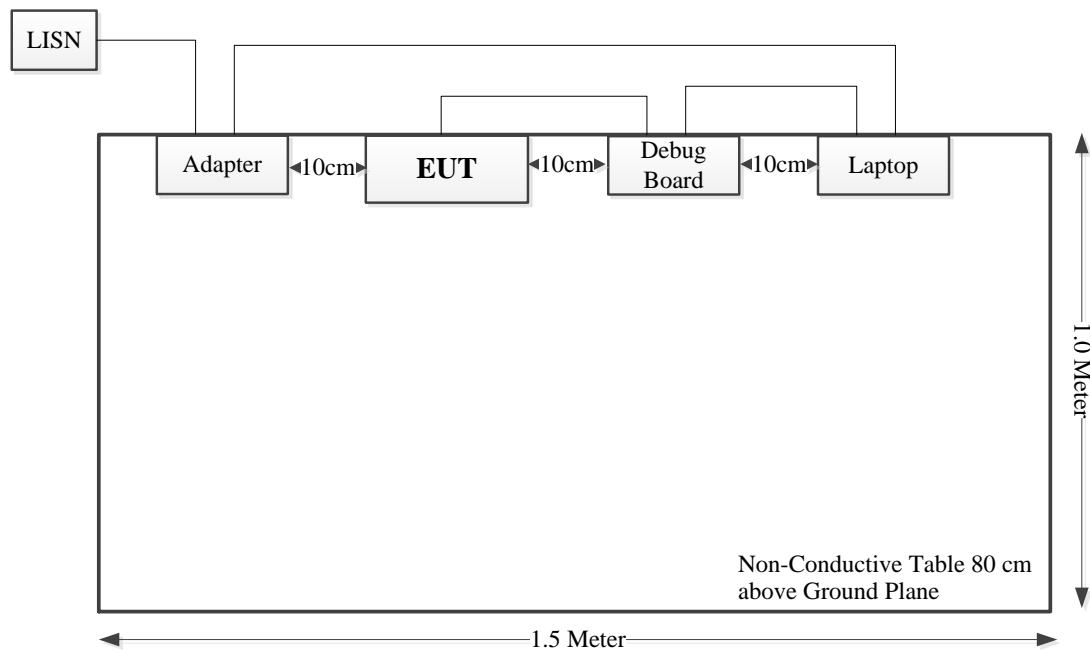 LISN
Adapter
10cm
EUT
10cm
Debug
Board
10cm
Laptop
1.0 Meter
Non-Conductive Table 80 cm
above Ground Plane
1.5 Meter